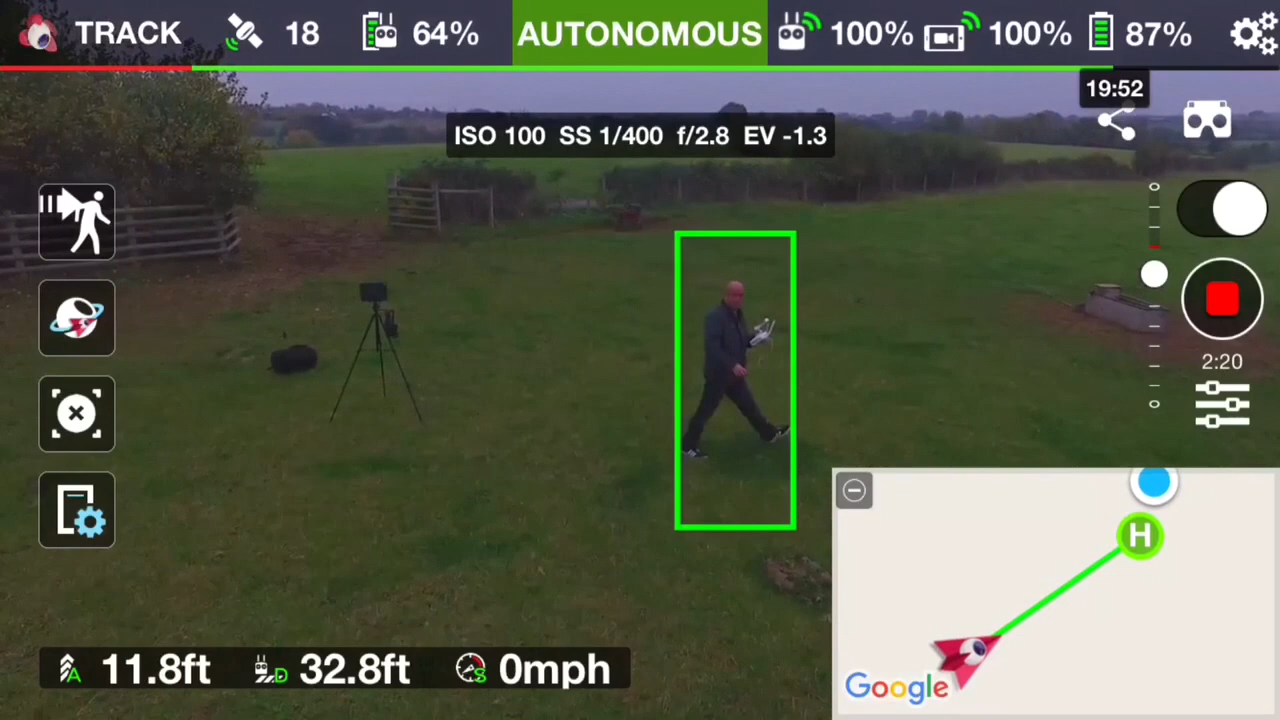 TRACK 18 64% AUTONOMOUS 100% 100% 87%
19:52
ISO 100 SS 1/400 f/2.8 EV -1.3
2:20
H
A 11.8ft D 32.8ft S 0mph
Google